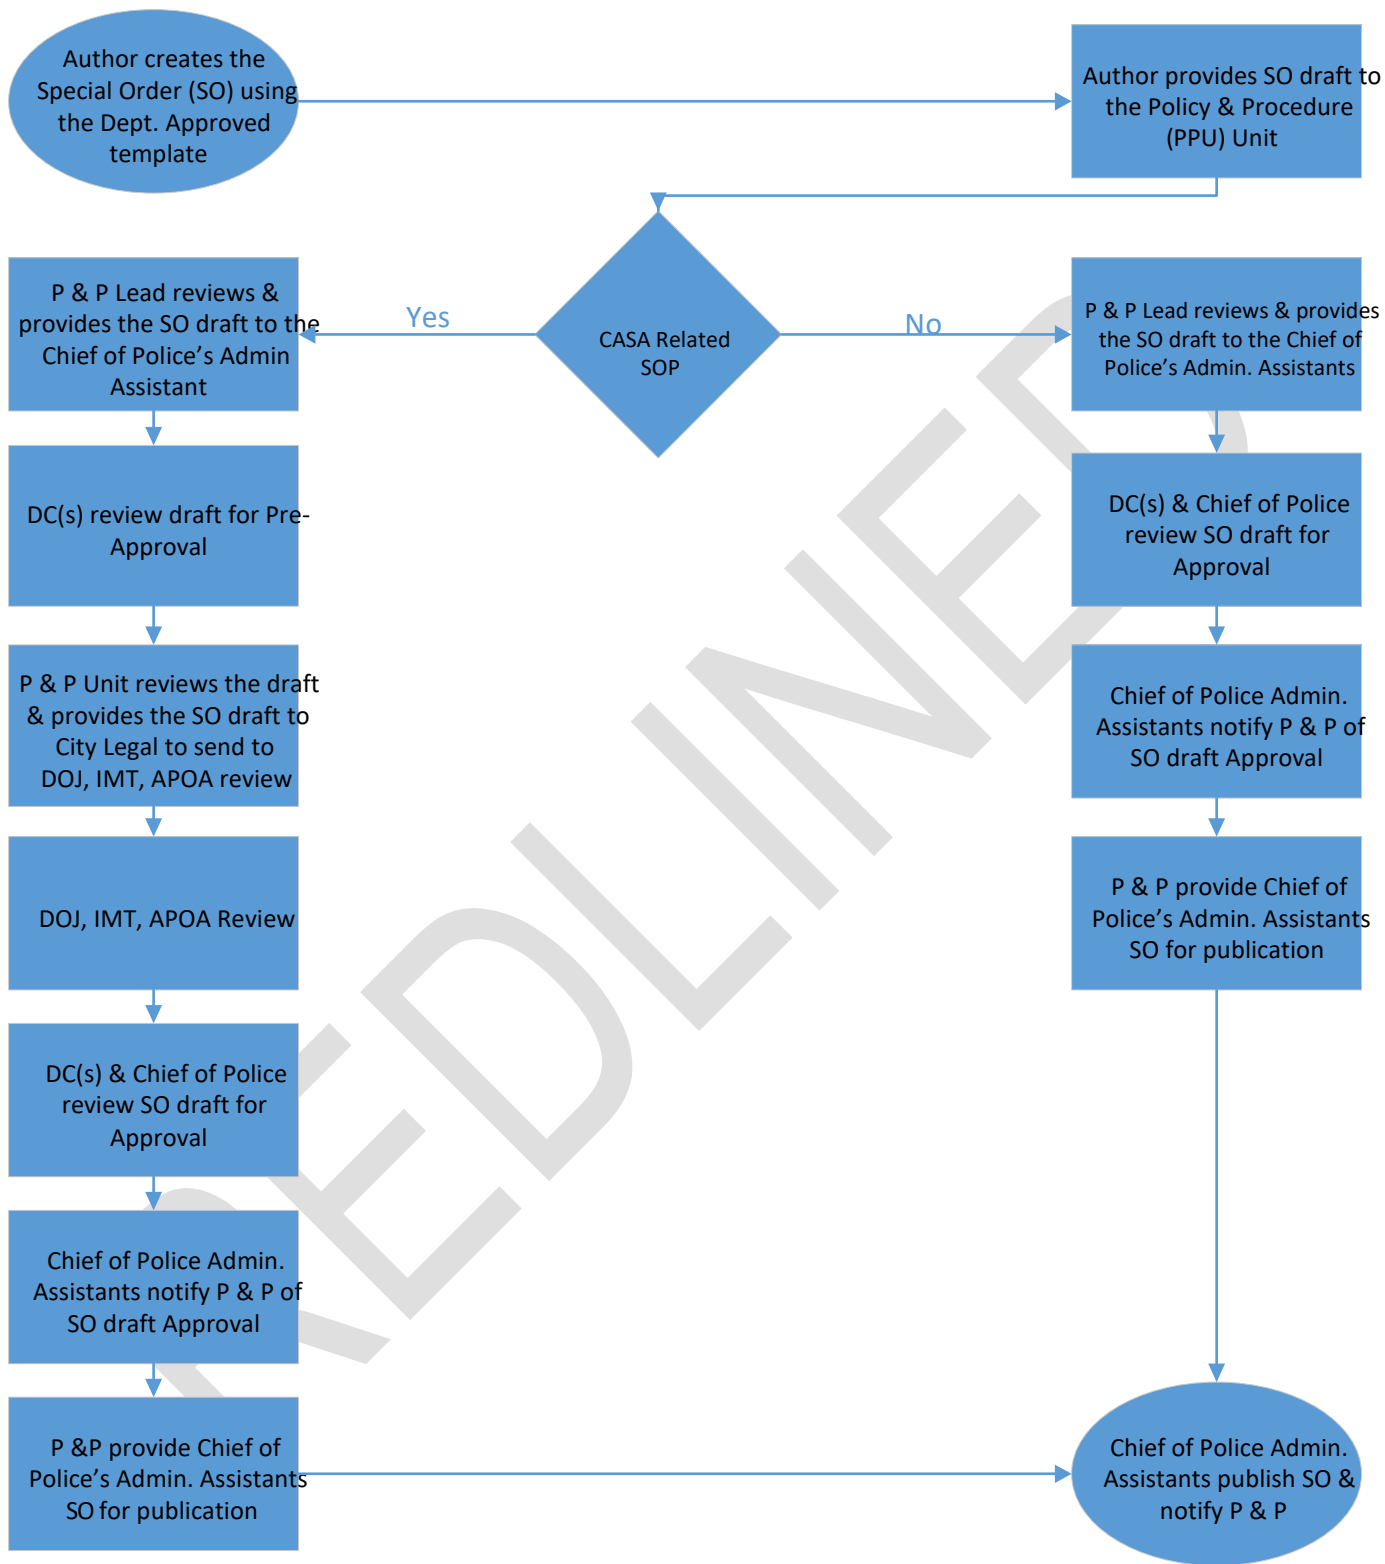 Author creates the
Special Order (SO) using
the Dept. Approved
template
Author provides SO draft to
the Policy & Procedure
(PPU) Unit
CASA Related
SOP
Yes
No
P & P Lead reviews &
provides the SO draft to the
Chief of Police’s Admin
Assistant
DC(s) review draft for Pre-
Approval
P & P Unit reviews the draft
& provides the SO draft to
City Legal to send to
DOJ, IMT, APOA review
DOJ, IMT, APOA Review
DC(s) & Chief of Police
review SO draft for
Approval
Chief of Police Admin.
Assistants notify P & P of
SO draft Approval
P &P provide Chief of
Police’s Admin. Assistants
SO for publication
P & P Lead reviews & provides
the SO draft to the Chief of
Police’s Admin. Assistants
DC(s) & Chief of Police
review SO draft for
Approval
Chief of Police Admin.
Assistants notify P & P of
SO draft Approval
P & P provide Chief of
Police’s Admin. Assistants
SO for publication
Chief of Police Admin.
Assistants publish SO &
notify P & P
REDLINED